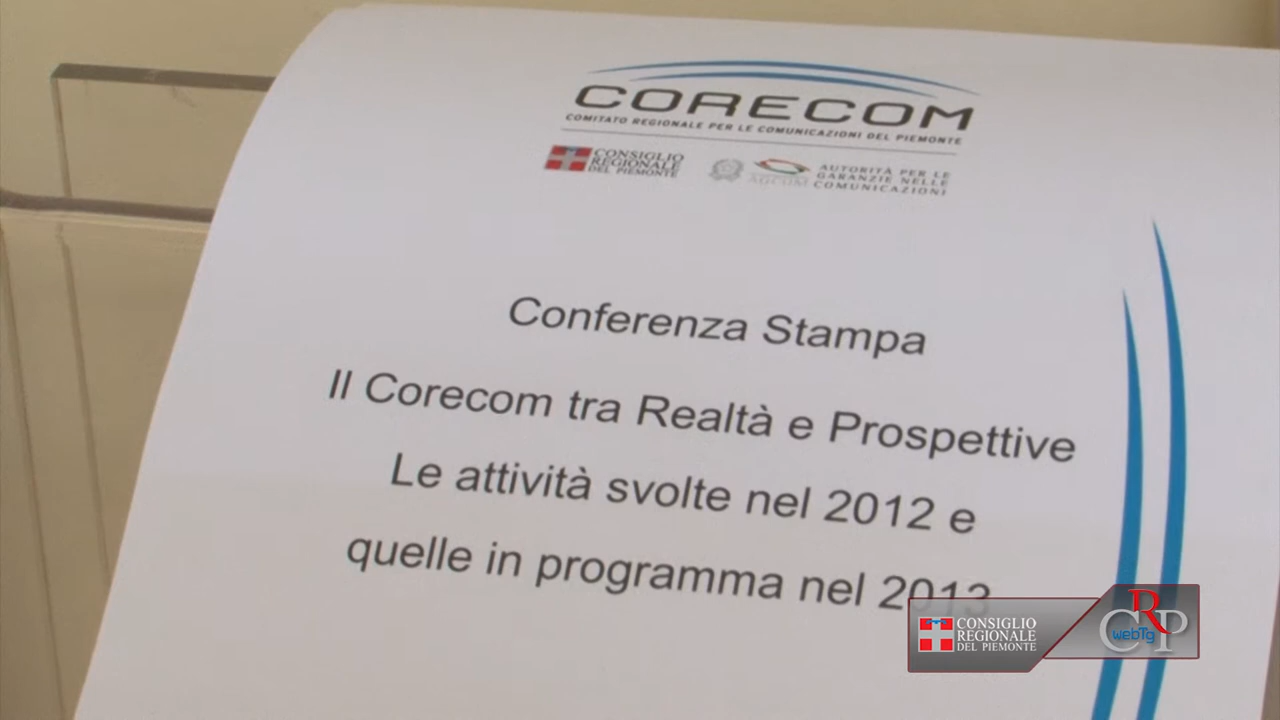 CORECOM
COMITATO REGIONALE PER LE COMUNICAZIONI DEL PIEMONTE
CONSIGLIO
REGIONALE
DEL PIEMONTE
AGCOM
AUTORITÀ PER LE
GARANZIE NELLE
COMUNICAZIONI
Conferenza Stampa
Il Corecom tra Realtà e Prospettive
Le attività svolte nel 2012 e
quelle in programma nel 2013
CONSIGLIO
REGIONALE
DEL PIEMONTE
CRP
webTg